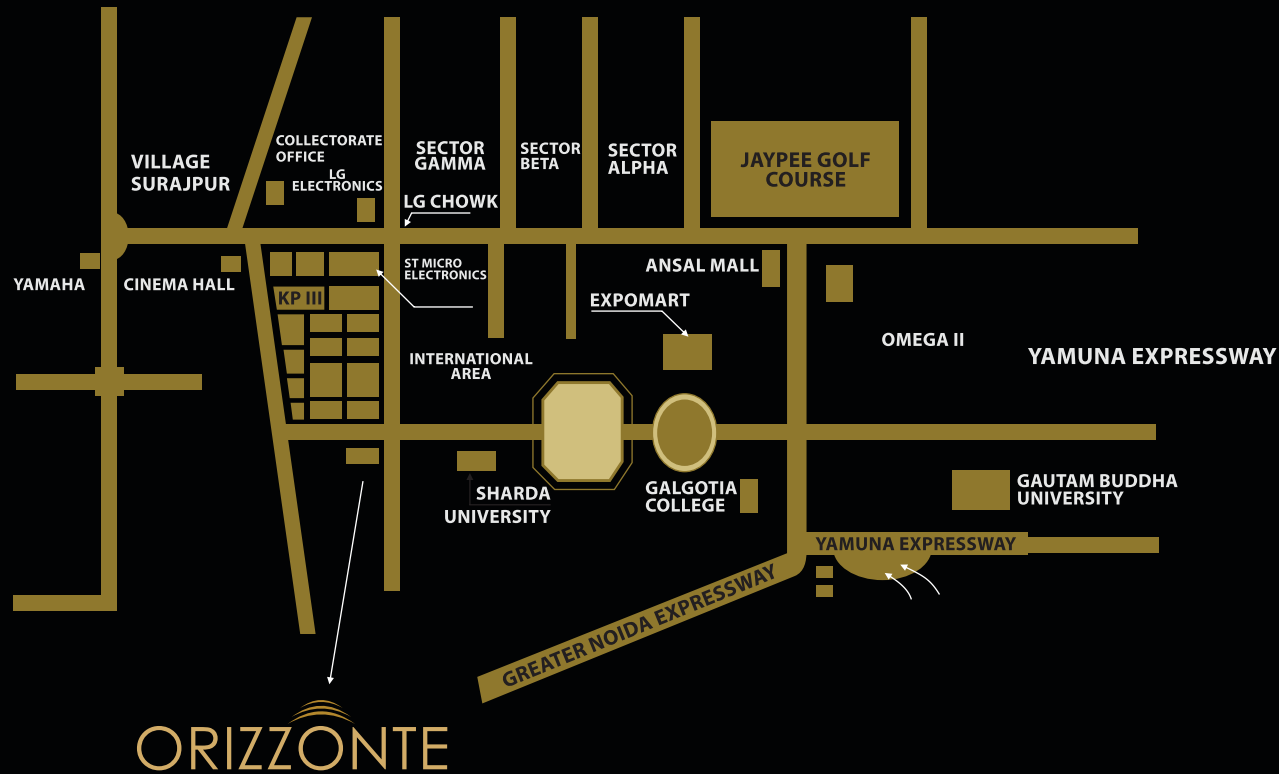 COLLECTORATE
OFFICE
LG
ELECTRONICS
VILLAGE
SURAJPUR
SECTOR
GAMMA
SECTOR
BETA
SECTOR
ALPHA
JAYPEE GOLF
COURSE
LG CHOWK
YAMAHA
CINEMA HALL
ST MICRO
ELECTRONICS
ANSAL MALL
KP III
EXPOMART
OMEGA II
YAMUNA EXPRESSWAY
INTERNATIONAL
AREA
SHARDA
UNIVERSITY
GALGOTIA
COLLEGE
GAUTAM BUDDHA
UNIVERSITY
YAMUNA EXPRESSWAY
GREATER NOIDA EXPRESSWAY
ORIZZONTE